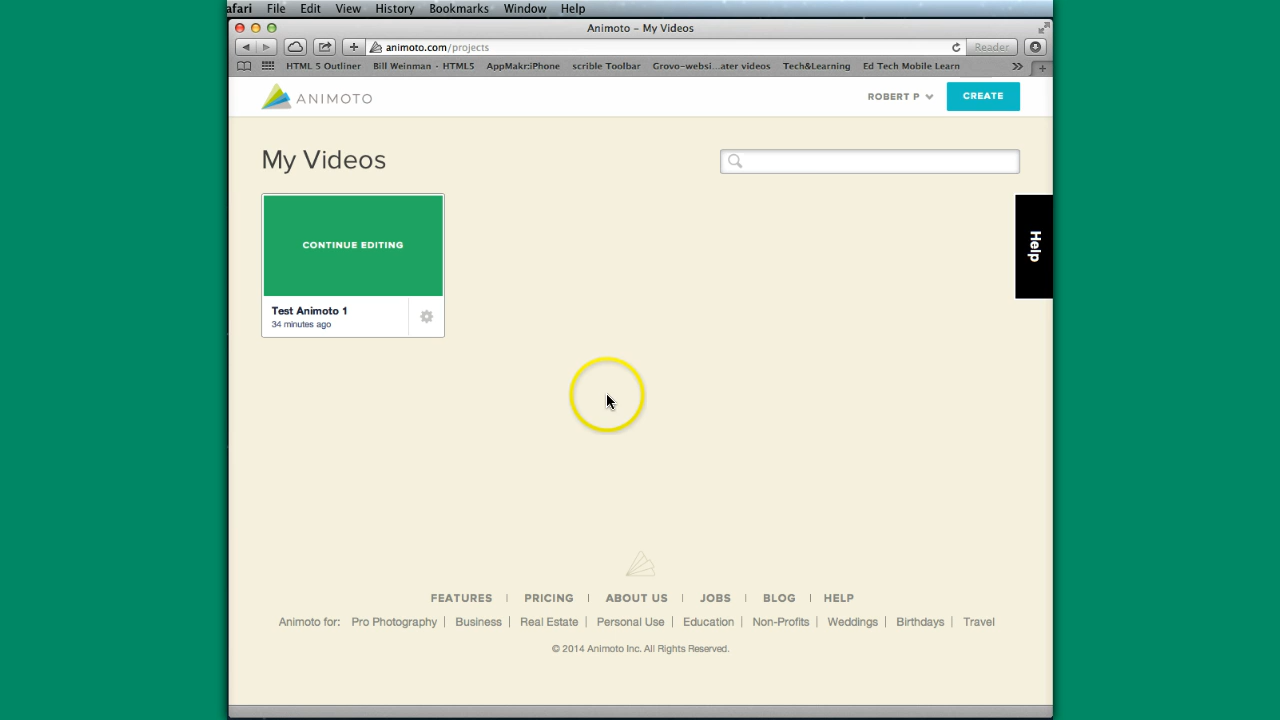 afari File Edit View History Bookmarks Window Help
Animoto – My Videos
animoto.com/projects Reader
HTML 5 Outliner Bill Weinman - HTML5 AppMakr:iPhone scrible Toolbar Grovo-websi...ater videos Tech&Learning Ed Tech Mobile Learn
ANIMOTO ROBERT P CREATE
My Videos
Help
CONTINUE EDITING
Test Animoto 1
34 minutes ago
FEATURES | PRICING | ABOUT US | JOBS | BLOG | HELP
Animoto for: Pro Photography | Business | Real Estate | Personal Use | Education | Non-Profits | Weddings | Birthdays | Travel
© 2014 Animoto Inc. All Rights Reserved.